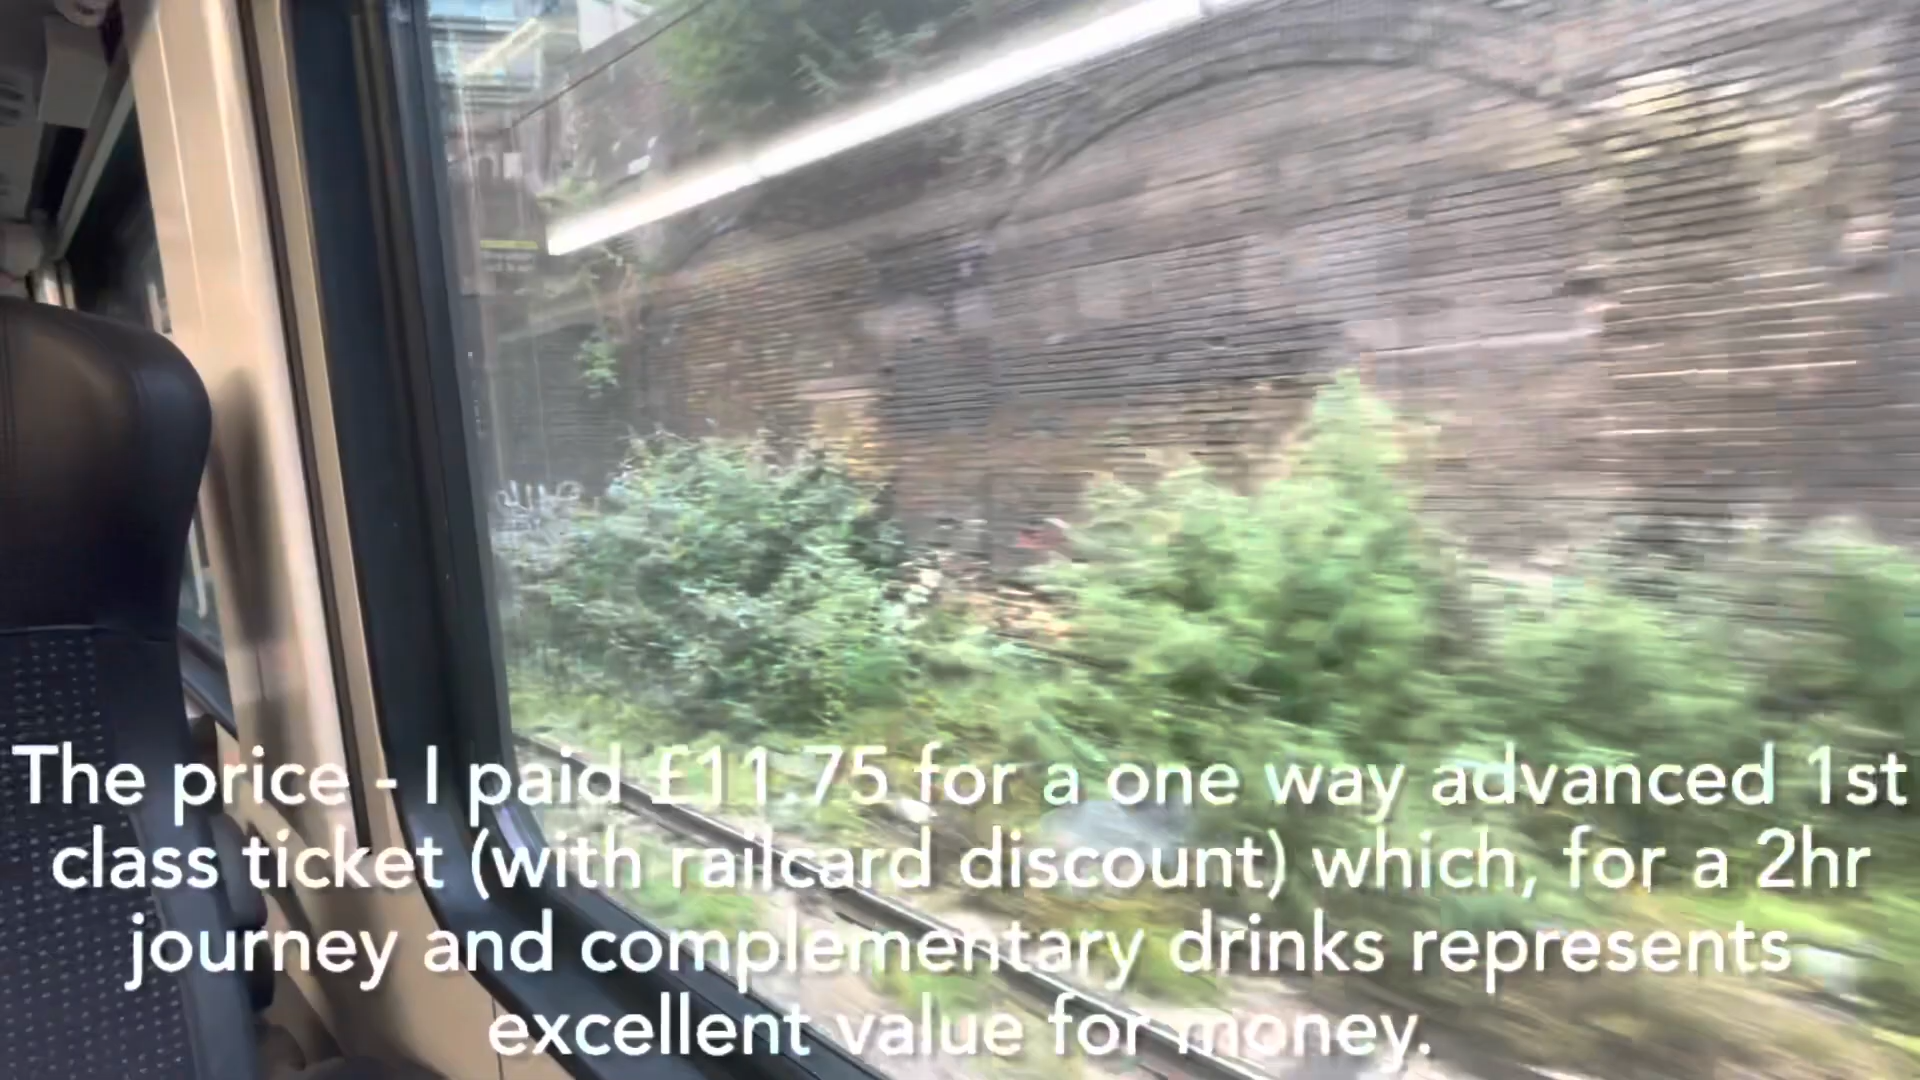 The price - I paid £11.75 for a one way advanced 1st
class ticket (with railcard discount) which, for a 2hr
journey and complementary drinks represents
excellent value for money.